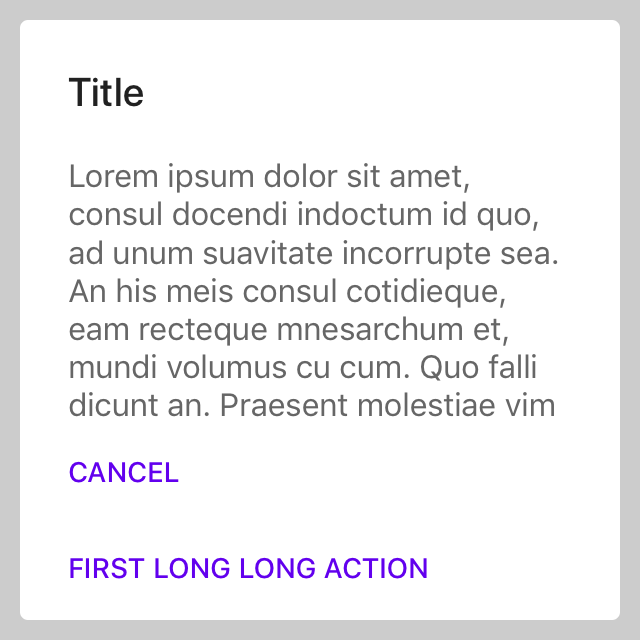 Title
Lorem ipsum dolor sit amet,
consul docendi indoctum id quo,
ad unum suavitate incorrupte sea.
An his meis consul cotidieque,
eam recteque mnesarchum et,
mundi volumus cu cum. Quo falli
dicunt an. Praesent molestiae vim
CANCEL
FIRST LONG LONG ACTION